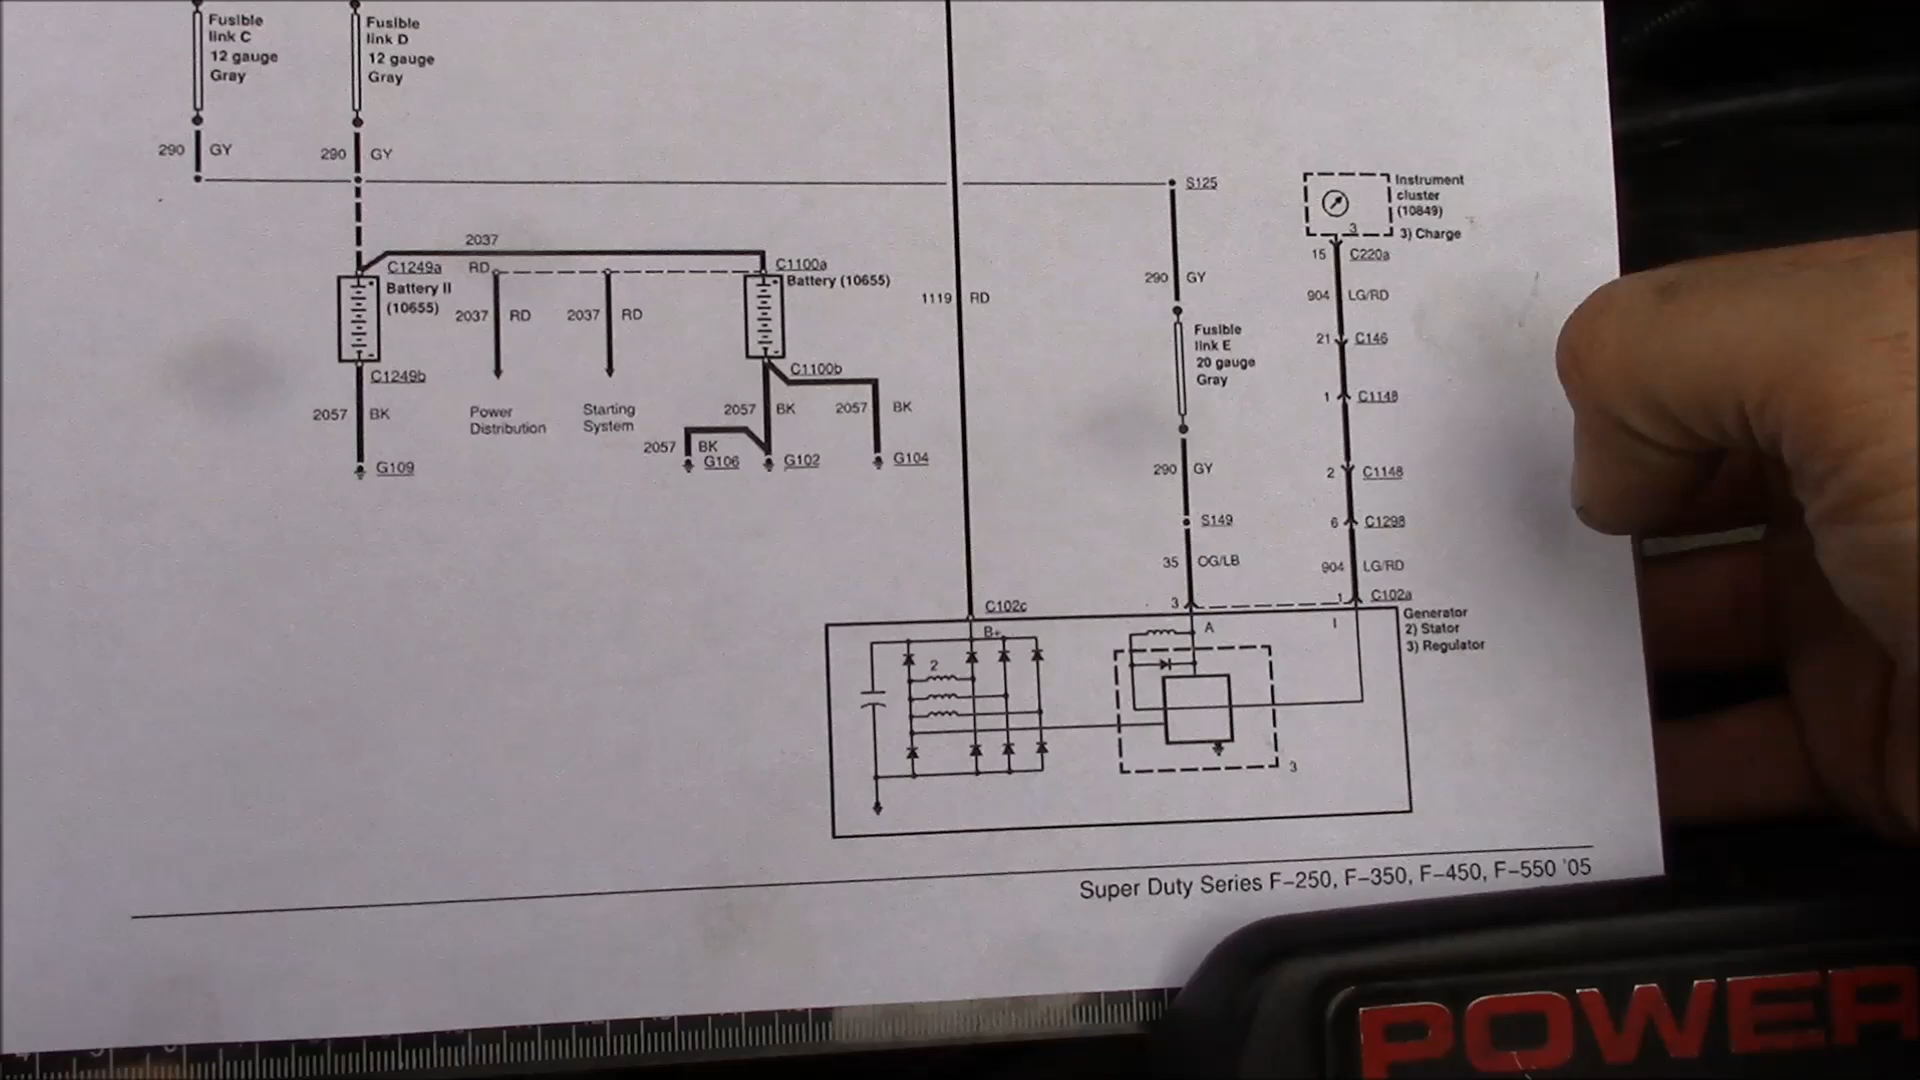 Fusible
link C
12 gauge
Gray
Fusible
link D
12 gauge
Gray
290 GY
290 GY
S125
2037
C1249a
RD
Battery II
(10655)
2037 RD
2037 RD
C1100a
Battery (10655)
C1249b
2057 BK
G109
Power
Distribution
Starting
System
C1100b
2057 BK
2057 BK
2057 BK
G106
G102
G104
1119 RD
290 GY
Fusible
link E
20 gauge
Gray
290 GY
S149
35 OG/LB
Instrument
cluster
(10849)
3
3) Charge
15 C220a
904 LG/RD
21 C146
1 C1148
2 C1148
6 C1298
904 LG/RD
C102c
3
1 C102a
B+
A
I
2
3
Generator
2) Stator
3) Regulator
Super Duty Series F-250, F-350, F-450, F-550 '05
POWER